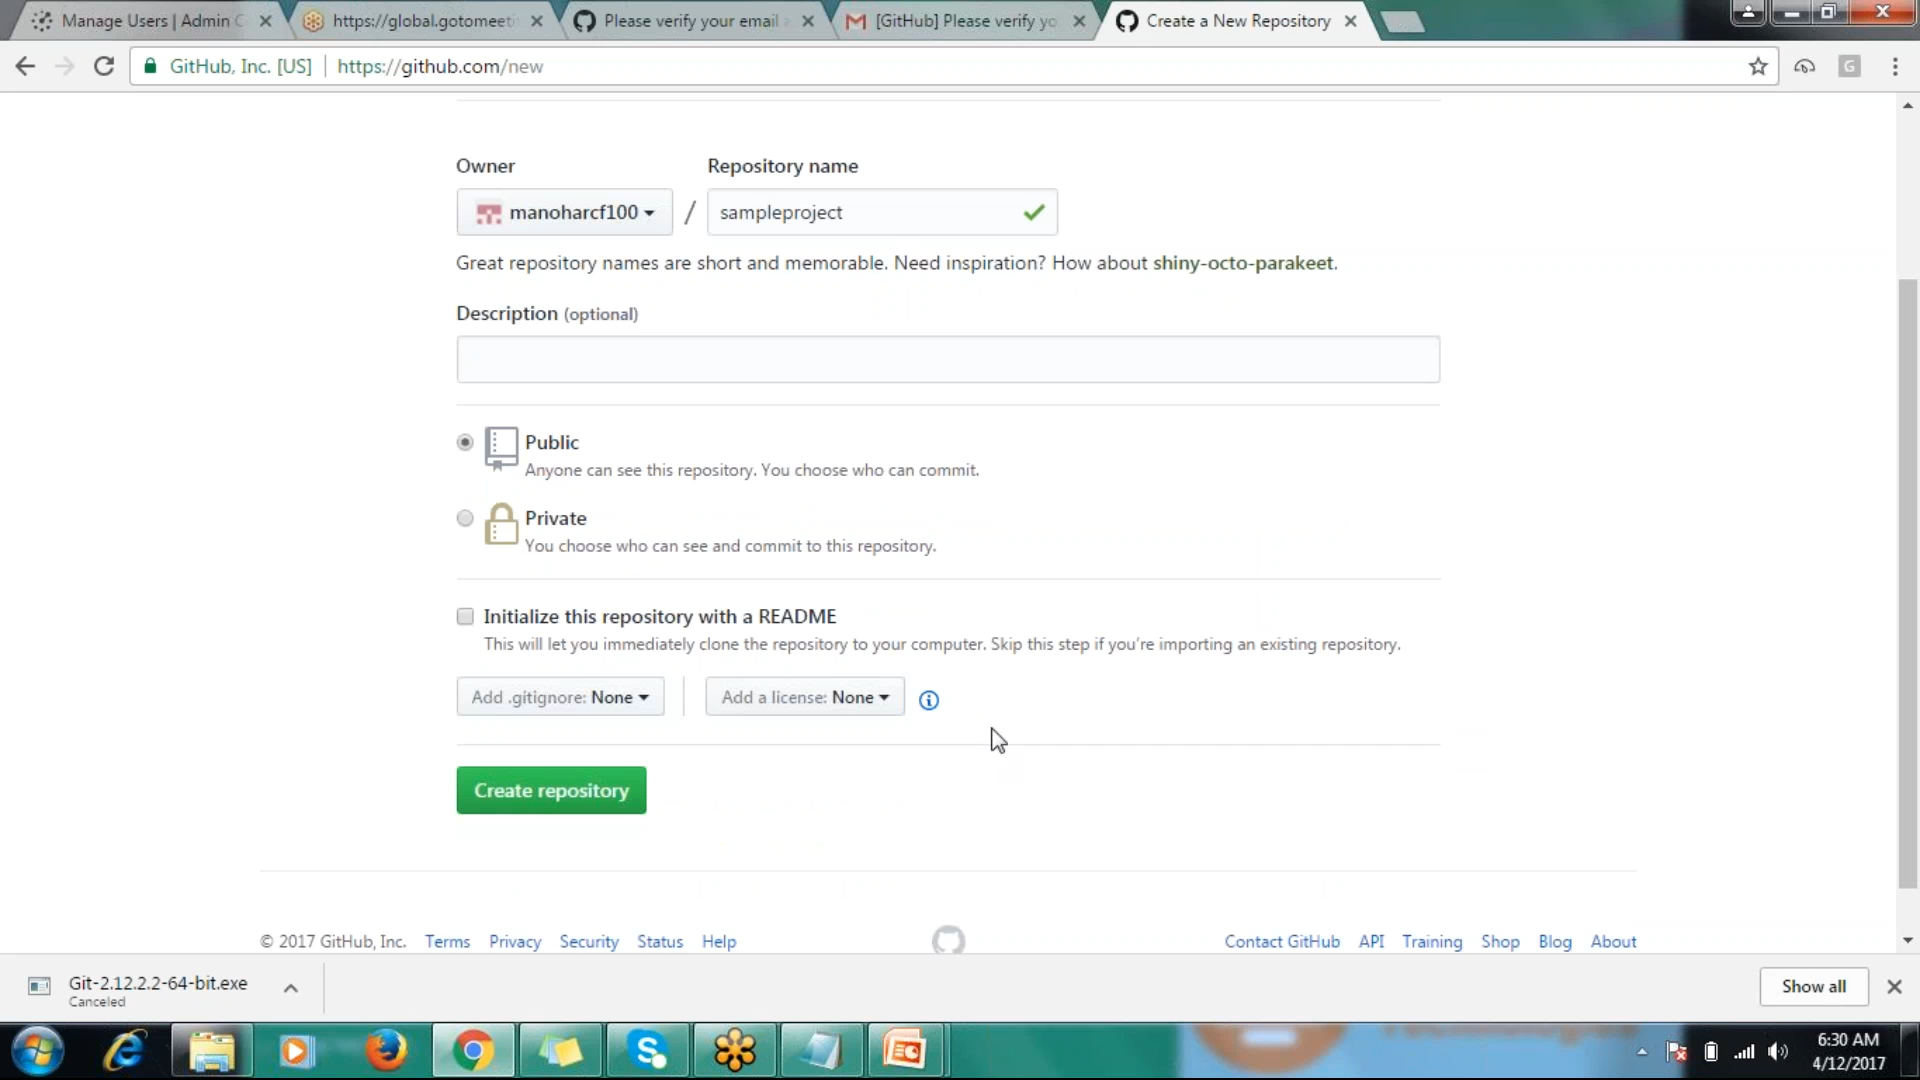 Manage Users | Admin C
https://global.gotomeeti
Please verify your email a
[GitHub] Please verify yo
Create a New Repository
GitHub, Inc. [US] | https://github.com/new
G
Owner
Repository name
manoharcf100
/
sampleproject
Great repository names are short and memorable. Need inspiration? How about shiny-octo-parakeet.
Description (optional)
Public
Anyone can see this repository. You choose who can commit.
Private
You choose who can see and commit to this repository.
Initialize this repository with a README
This will let you immediately clone the repository to your computer. Skip this step if you're importing an existing repository.
Add .gitignore: None
Add a license: None
Create repository
© 2017 GitHub, Inc. Terms Privacy Security Status Help
Contact GitHub API Training Shop Blog About
Git-2.12.2.2-64-bit.exe
Canceled
Show all
6:30 AM
4/12/2017